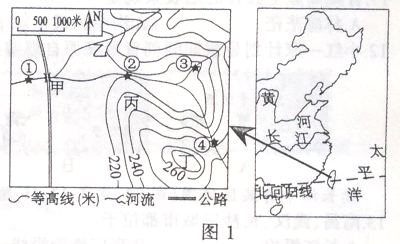 0 500 1000米
N
① ② ③ ④
甲 乙 丙 丁
220 240 260
等高线(米) 河流 公路
黄 河
长 江
太
平
洋
北回归线
图 1